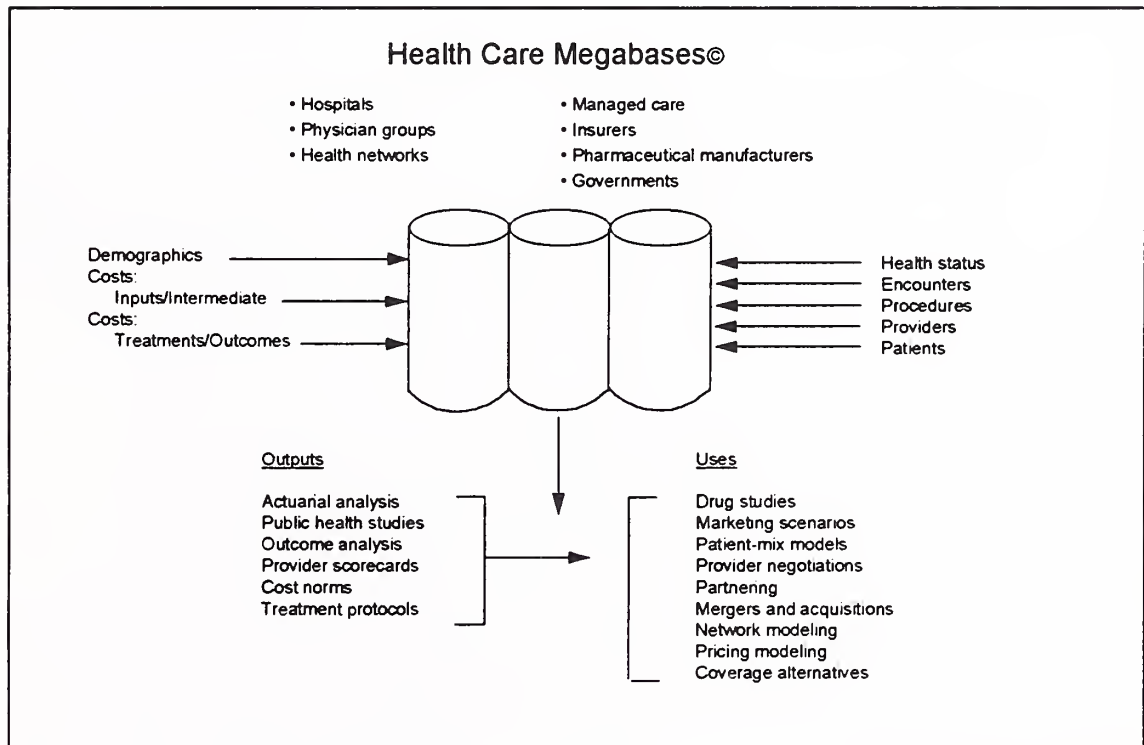 Health Care Megabases©
• Hospitals
• Physician groups
• Health networks
• Managed care
• Insurers
• Pharmaceutical manufacturers
• Governments
Demographics
Costs:
Inputs/Intermediate
Costs:
Treatments/Outcomes
Health status
Encounters
Procedures
Providers
Patients
Outputs
Actuarial analysis
Public health studies
Outcome analysis
Provider scorecards
Cost norms
Treatment protocols
Uses
Drug studies
Marketing scenarios
Patient-mix models
Provider negotiations
Partnering
Mergers and acquisitions
Network modeling
Pricing modeling
Coverage alternatives